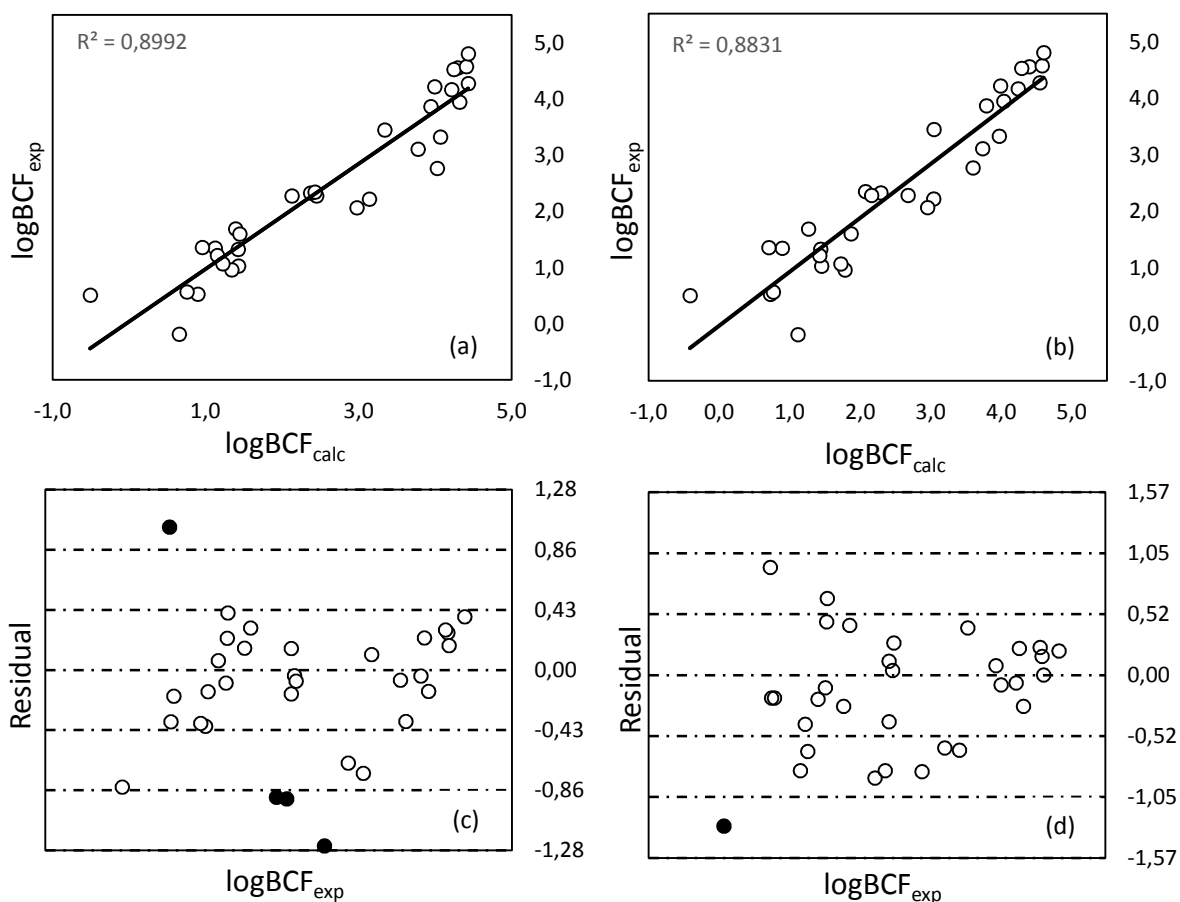 R² = 0,8992
5,0
4,0
3,0
2,0
1,0
0,0
-1,0
logBCFexp
(a)
-1,0 1,0 3,0 5,0
logBCFcalc
R² = 0,8831
5,0
4,0
3,0
2,0
1,0
0,0
-1,0
logBCFexp
(b)
-1,0 0,0 1,0 2,0 3,0 4,0 5,0
logBCFcalc
1,28
0,86
0,43
0,00
-0,43
-0,86
-1,28
Residual
(c)
logBCFexp
1,57
1,05
0,52
0,00
-0,52
-1,05
-1,57
Residual
(d)
logBCFexp